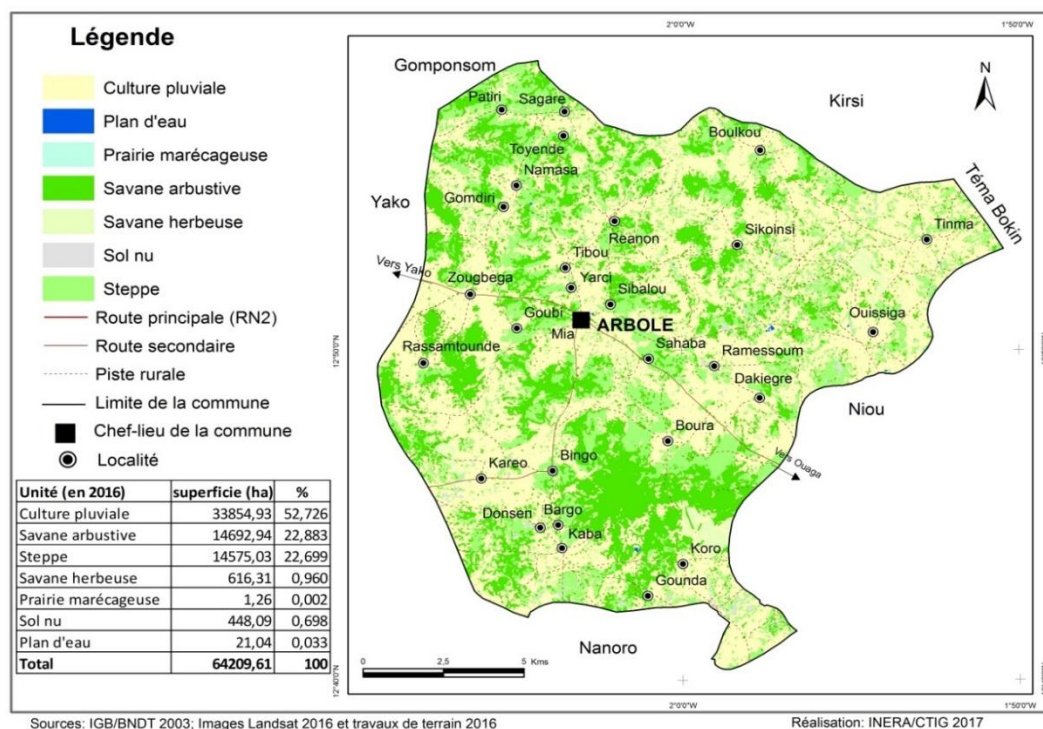 Légende
Culture pluviale
Plan d'eau
Prairie marécageuse
Savane arbustive
Savane herbeuse
Sol nu
Steppe
Route principale (RN2)
Route secondaire
Piste rurale
Limite de la commune
Chef-lieu de la commune
Localité
Unité (en 2016) superficie (ha) %
Culture pluviale 33854,93 52,726
Savane arbustive 14692,94 22,883
Steppe 14575,03 22,699
Savane herbeuse 616,31 0,960
Prairie marécageuse 1,26 0,002
Sol nu 448,09 0,698
Plan d'eau 21,04 0,033
Total 64209,61 100
2°0'0"W 1°50'0"W
N
Gomponsom
Kirsi
Patiri
Sagare
Toyende
Boulkou
Namasa
Yako
Gomdiri
Téma Bokin
Reanon
Sikoinsi
Tinma
Tibou
Vers Yako
Zougbega
Yarci
Sibalou
Goubi
Mia
ARBOLE
Ouissiga
12°50'0"N
Rassamtounde
Sahaba
Ramessoum
Dakiegre
Niou
Boura
Vers Ouaga
Kareo
Bingo
Donsen
Bargo
Kaba
Koro
Gounda
Nanoro
0 2,5 5 Kms
12°40'0"N
2°0'0"W 1°50'0"W
Sources: IGB/BNDT 2003; Images Landsat 2016 et travaux de terrain 2016
Réalisation: INERA/CTIG 2017